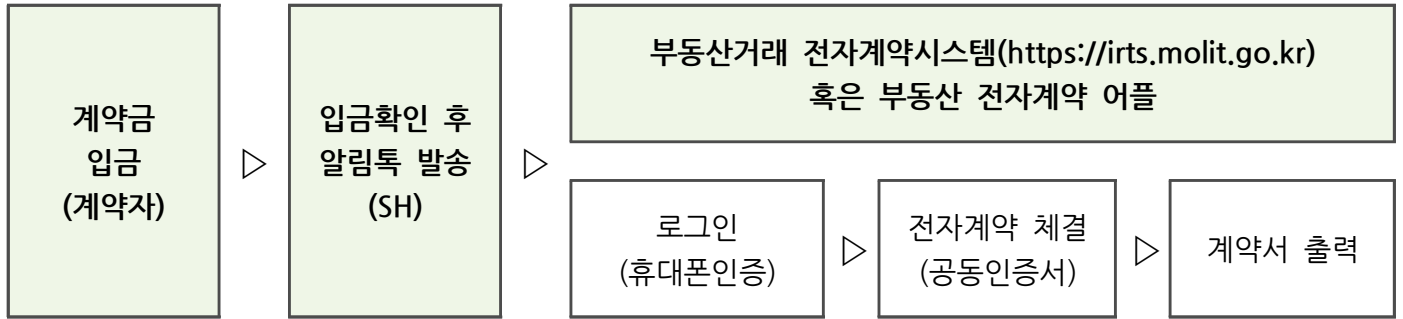 계약금
입금
(계약자)
▷
입금확인 후
알림톡 발송
(SH)
▷
부동산거래 전자계약시스템(https://irts.molit.go.kr)
혹은 부동산 전자계약 어플
로그인
(휴대폰인증)
▷
전자계약 체결
(공동인증서)
▷
계약서 출력